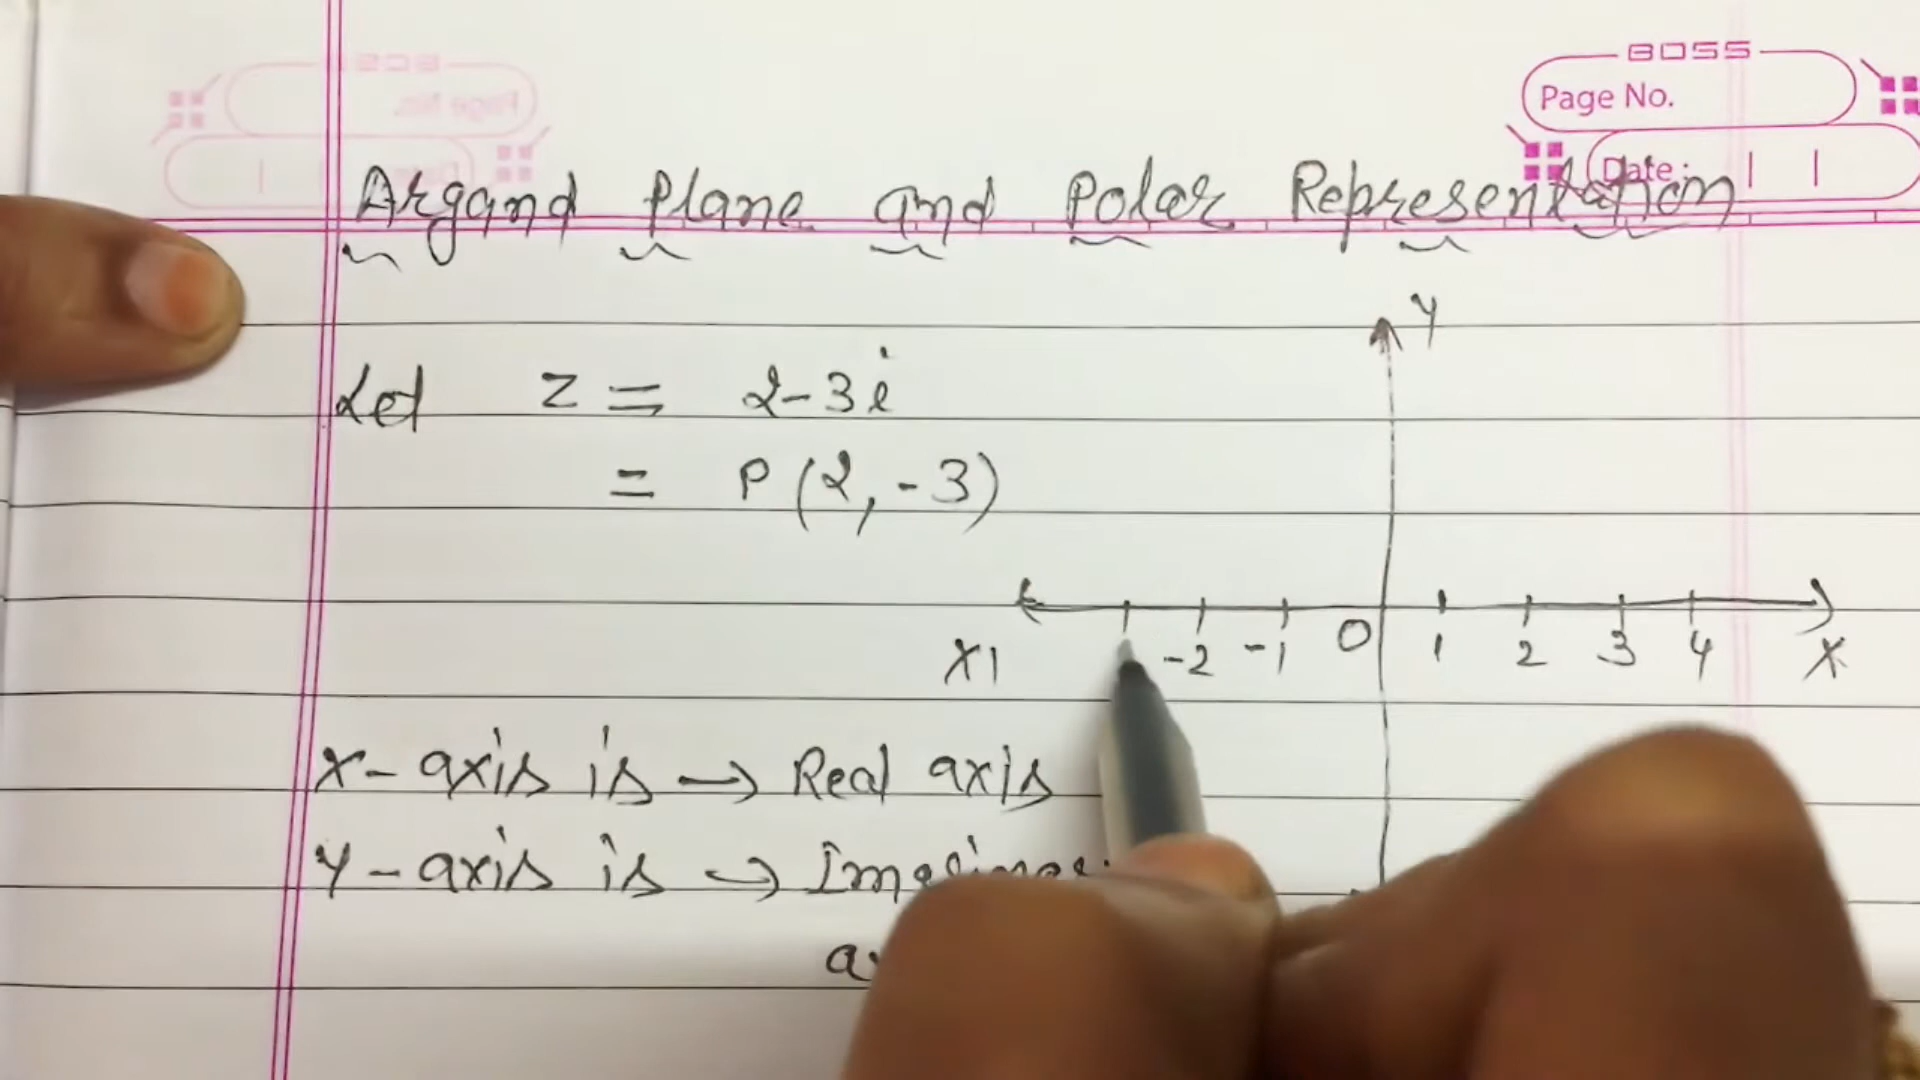 BOSS
Page No.
Date:
Argand Plane and Polar Representation
Y
Let z = 2-3i
= P (2, -3)
-2 -1 0 1 2 3 4
X1 X
X- axis is → Real axis
Y - axis is →